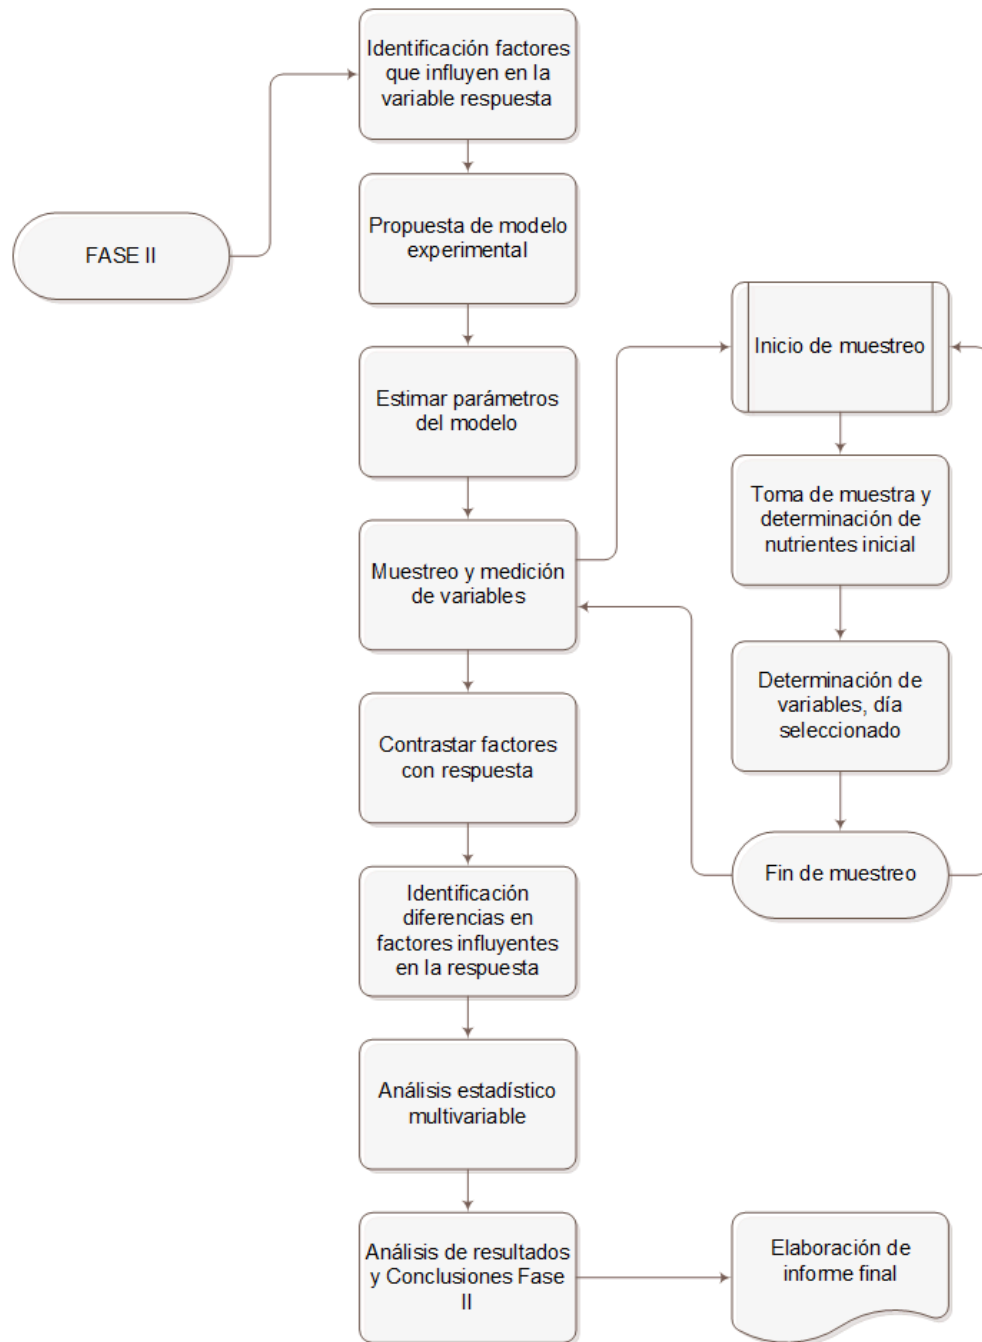 Identificación factores
que influyen en la
variable respuesta
FASE II
Propuesta de modelo
experimental
Estimar parámetros
del modelo
Muestreo y medición
de variables
Inicio de muestreo
Toma de muestra y
determinación de
nutrientes inicial
Determinación de
variables, día
seleccionado
Fin de muestreo
Contrastar factores
con respuesta
Identificación
diferencias en
factores influyentes
en la respuesta
Análisis estadístico
multivariable
Análisis de resultados
y Conclusiones Fase
II
Elaboración de
informe final